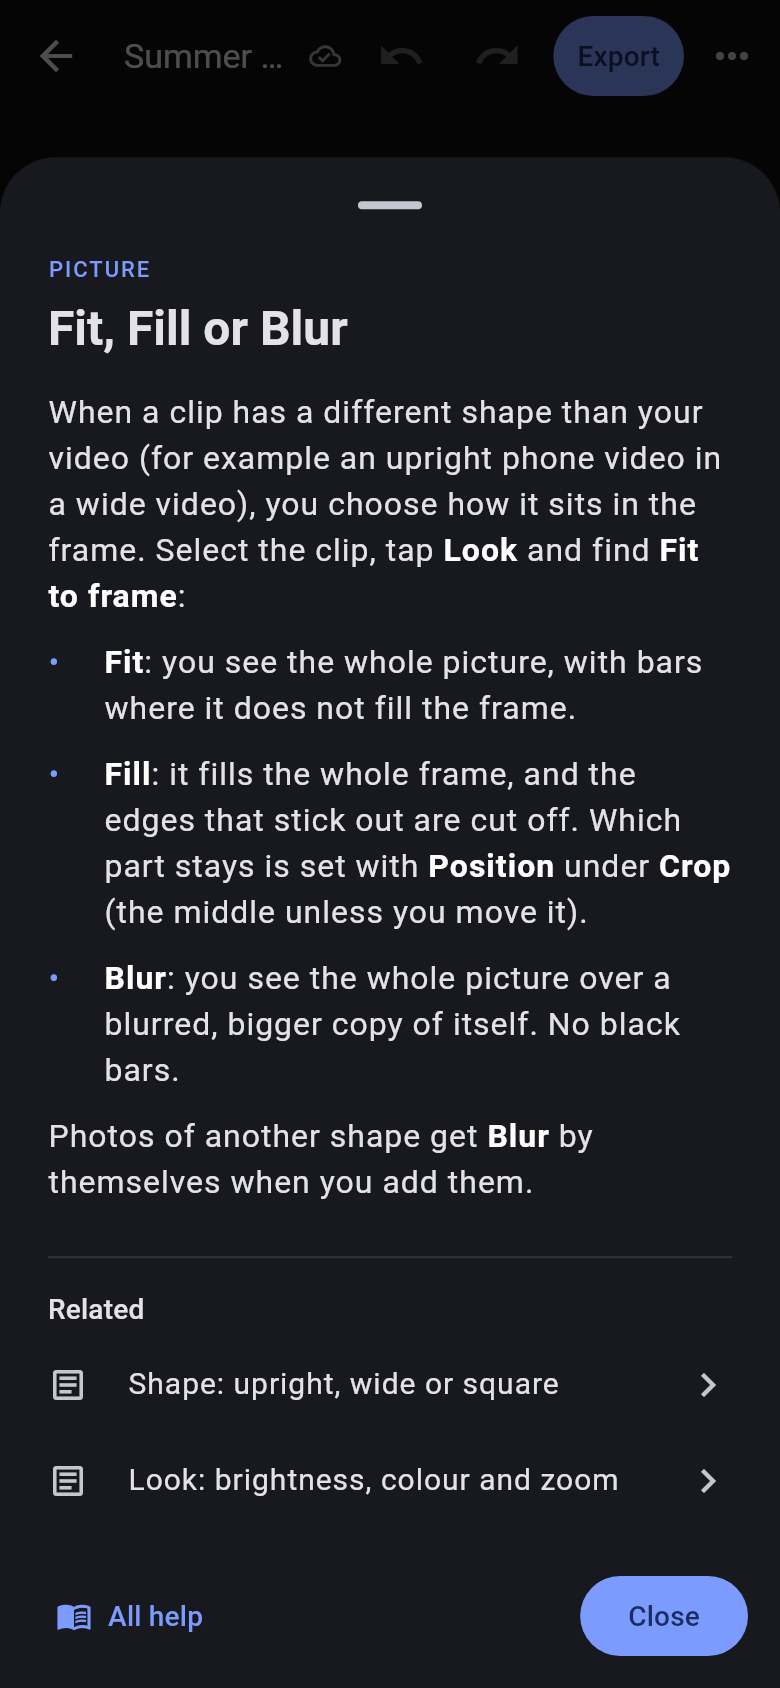 Summer ...
Export
PICTURE
Fit, Fill or Blur
When a clip has a different shape than your
video (for example an upright phone video in
a wide video), you choose how it sits in the
frame. Select the clip, tap Look and find Fit
to frame:
• Fit: you see the whole picture, with bars
where it does not fill the frame.
• Fill: it fills the whole frame, and the
edges that stick out are cut off. Which
part stays is set with Position under Crop
(the middle unless you move it).
• Blur: you see the whole picture over a
blurred, bigger copy of itself. No black
bars.
Photos of another shape get Blur by
themselves when you add them.
Related
Shape: upright, wide or square
Look: brightness, colour and zoom
All help
Close